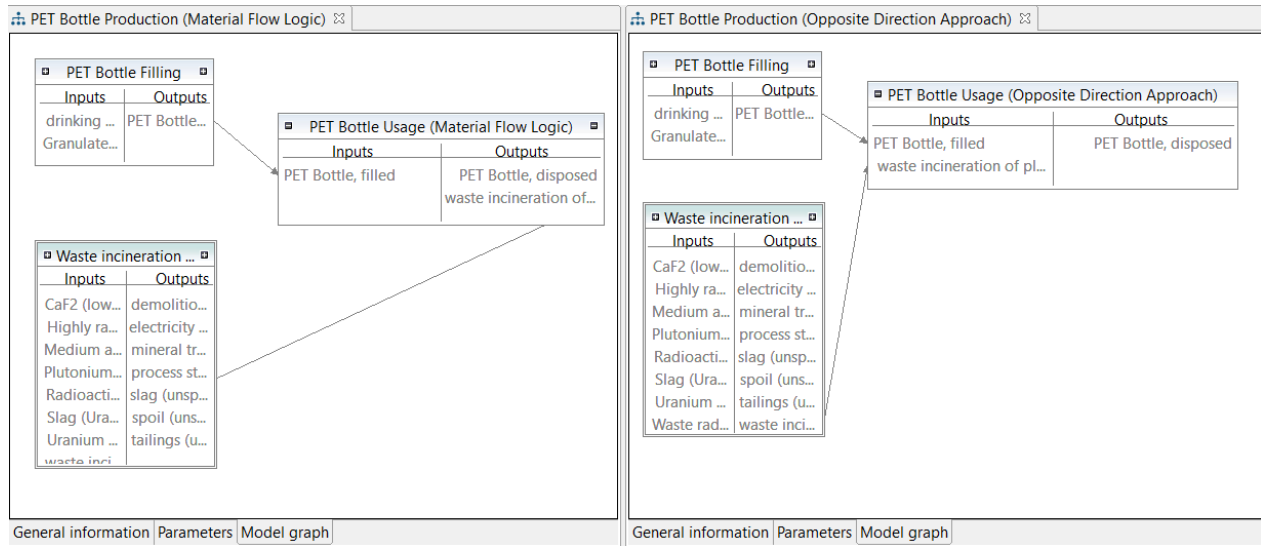 PET Bottle Production (Material Flow Logic)
PET Bottle Filling
Inputs Outputs
drinking ... PET Bottle...
Granulate...
PET Bottle Usage (Material Flow Logic)
Inputs Outputs
PET Bottle, filled PET Bottle, disposed
waste incineration of...
Waste incineration ...
Inputs Outputs
CaF2 (low... demolitio...
Highly ra... electricity ...
Medium a... mineral tr...
Plutonium... process st...
Radioacti... slag (unsp...
Slag (Ura... spoil (uns...
Uranium ... tailings (u...
waste inci...
General information Parameters Model graph
PET Bottle Production (Opposite Direction Approach)
PET Bottle Filling
Inputs Outputs
drinking ... PET Bottle...
Granulate...
PET Bottle Usage (Opposite Direction Approach)
Inputs Outputs
PET Bottle, filled PET Bottle, disposed
waste incineration of pl...
Waste incineration ...
Inputs Outputs
CaF2 (low... demolitio...
Highly ra... electricity ...
Medium a... mineral tr...
Plutonium... process st...
Radioacti... slag (unsp...
Slag (Ura... spoil (uns...
Uranium ... tailings (u...
Waste rad... waste inci...
General information Parameters Model graph